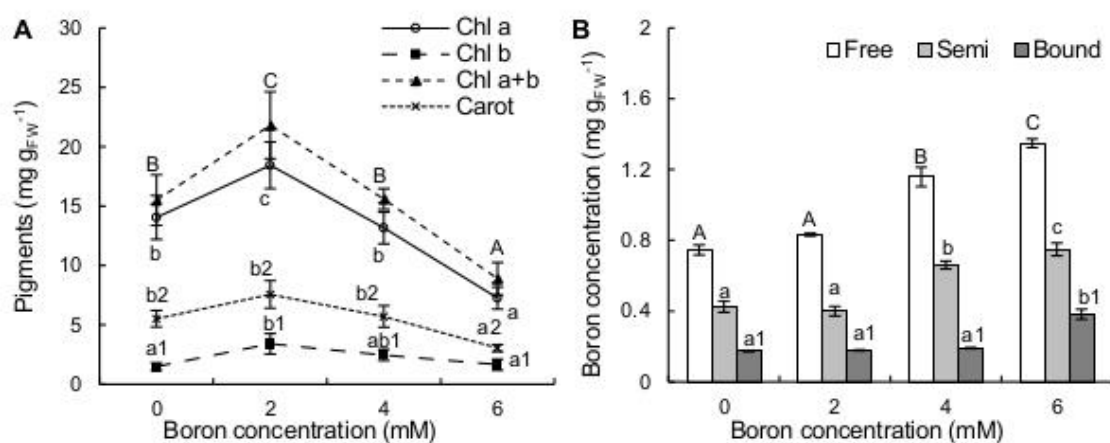 A
30
25
20
15
10
5
0
Pigments (mg gFW-1)
Chl a
Chl b
Chl a+b
Carot
B
C
B
A
b
c
b
a
b2
b2
b2
a2
a1
b1
ab1
a1
0 2 4 6
Boron concentration (mM)
B
2
1.6
1.2
0.8
0.4
0
Boron concentration (mg gFW-1)
Free Semi Bound
A
a
a1
A
a
a1
B
b
a1
C
c
b1
0 2 4 6
Boron concentration (mM)